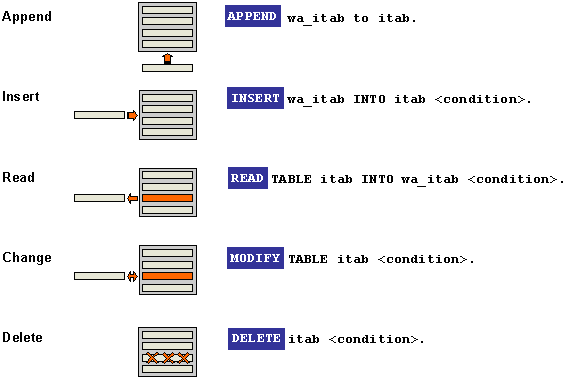 Append APPEND wa_itab to itab.
Insert INSERT wa_itab INTO itab <condition>.
Read READ TABLE itab INTO wa_itab <condition>.
Change MODIFY TABLE itab <condition>.
Delete DELETE itab <condition>.